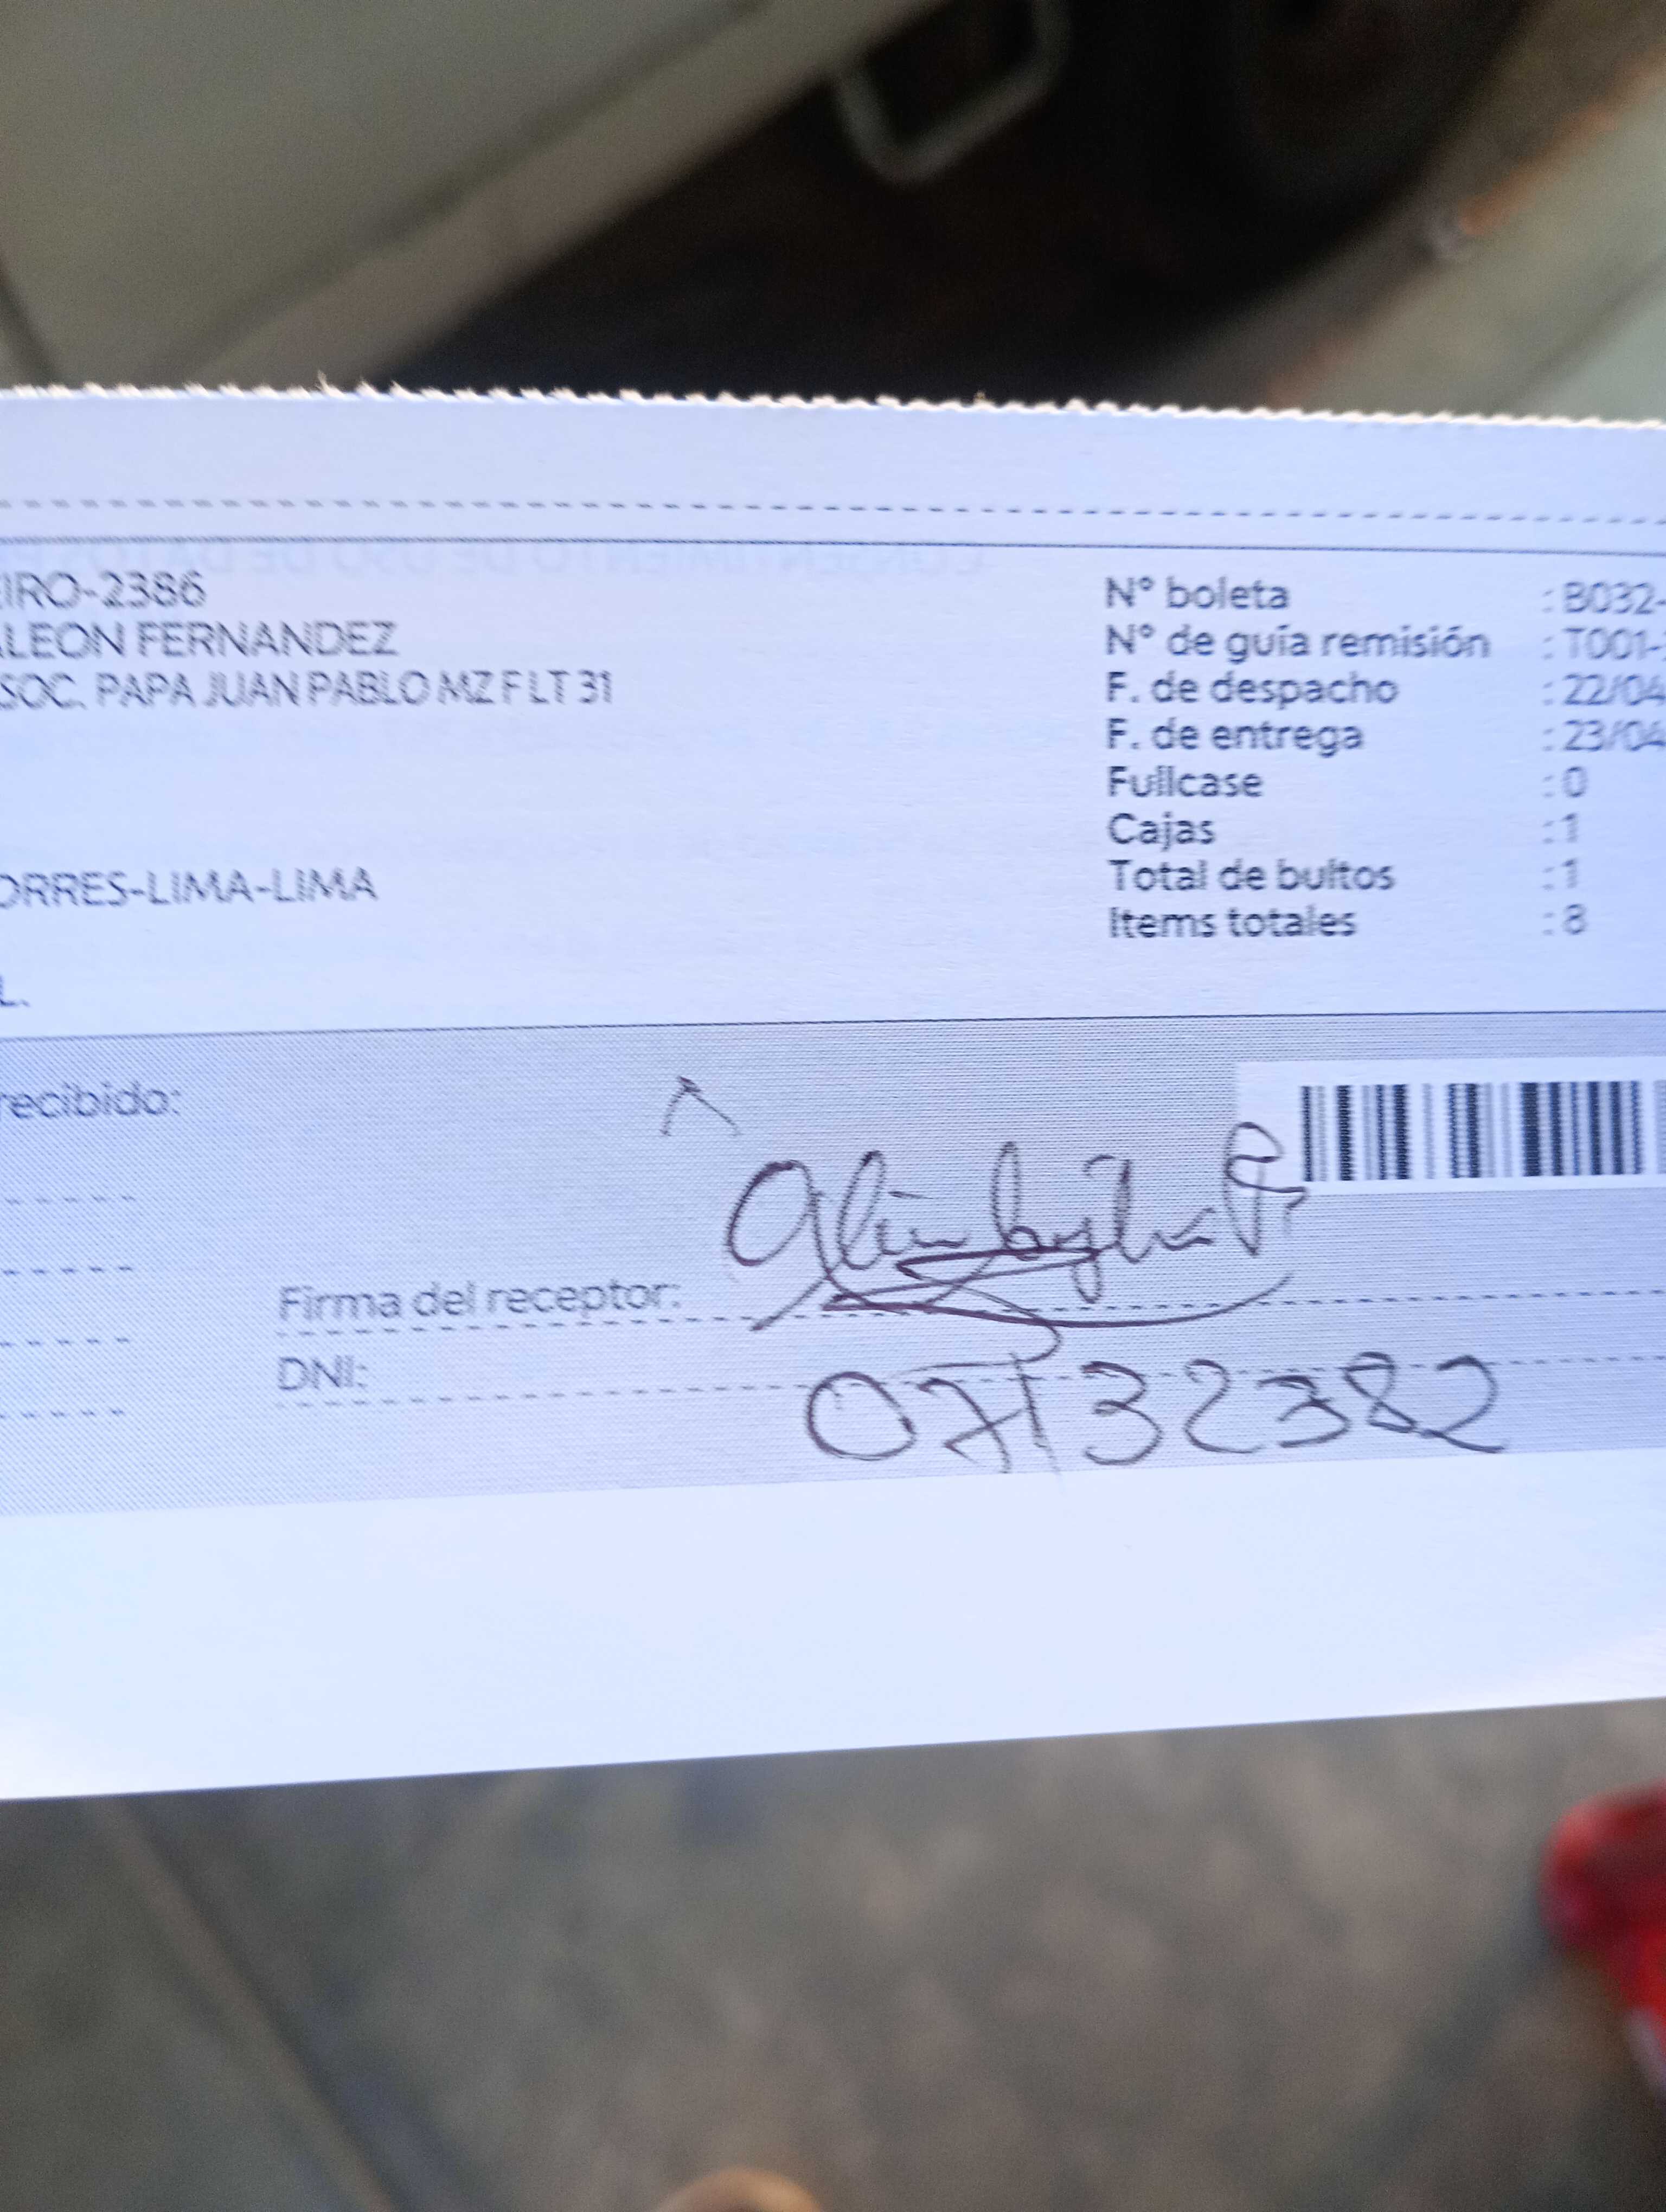 EIRO-2386
LEON FERNANDEZ
SOC. PAPA JUAN PABLO MZ F LT 31
ORRES-LIMA-LIMA
L.
N° boleta : B032-
N° de guía remisión : T001-
F. de despacho : 22/04
F. de entrega : 23/04
Fullcase : 0
Cajas : 1
Total de bultos : 1
Items totales : 8
recibido:
Firma del receptor:
DNI: 07132382